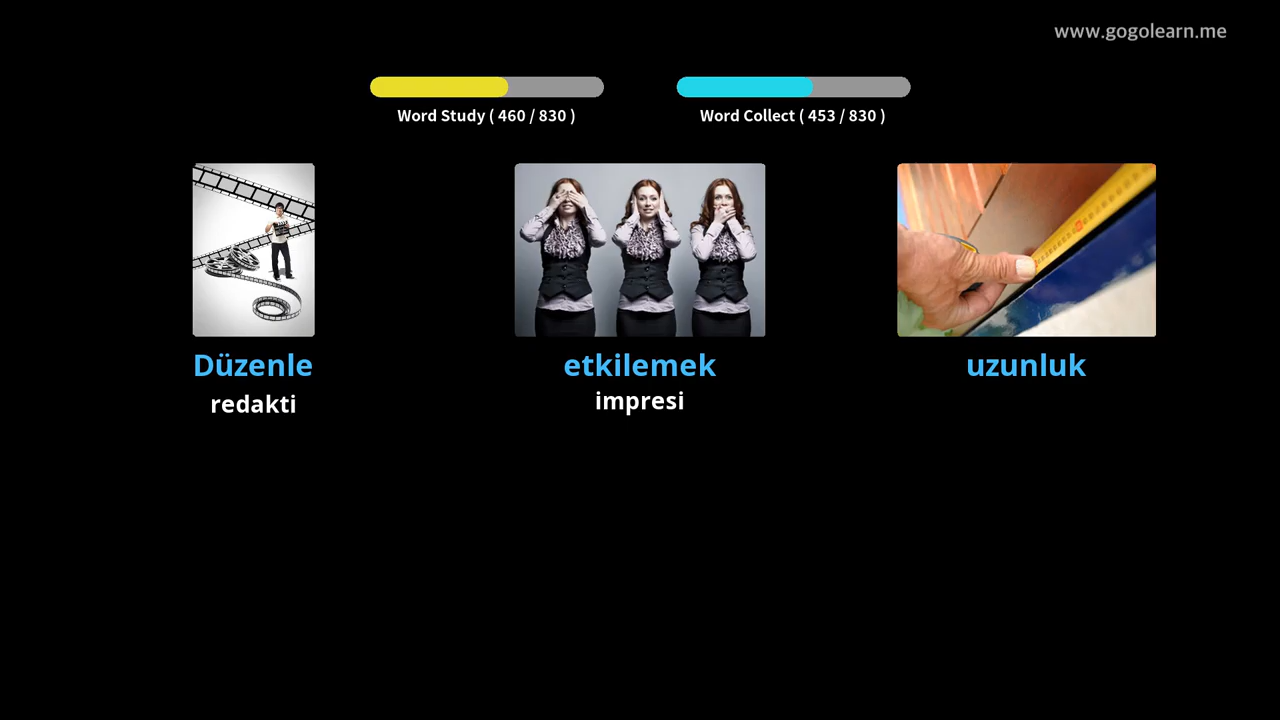 www.gogolearn.me
Word Study ( 460 / 830 )
Word Collect ( 453 / 830 )
Düzenle
redakti
etkilemek
impresi
uzunluk